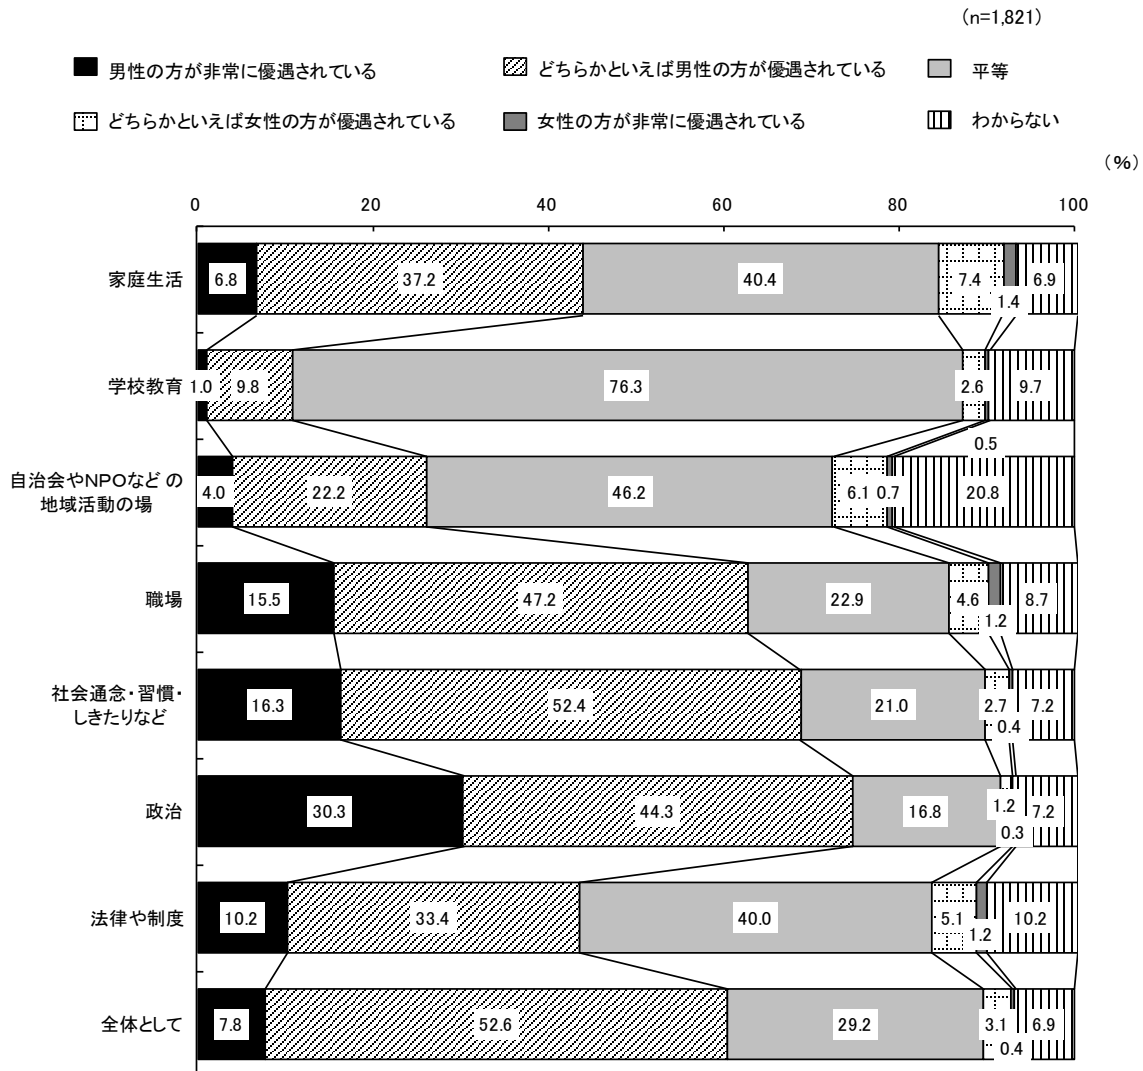 (n=1,821)
男性の方が非常に優遇されている どちらかといえば男性の方が優遇されている 平等
どちらかといえば女性の方が優遇されている 女性の方が非常に優遇されている わからない
(%)
0 20 40 60 80 100
家庭生活 6.8 37.2 40.4 7.4 1.4 6.9
学校教育 1.0 9.8 76.3 2.6 0.5 9.7
自治会やNPOなどの
地域活動の場 4.0 22.2 46.2 6.1 0.7 20.8
職場 15.5 47.2 22.9 4.6 1.2 8.7
社会通念・習慣・
しきたりなど 16.3 52.4 21.0 2.7 0.4 7.2
政治 30.3 44.3 16.8 1.2 0.3 7.2
法律や制度 10.2 33.4 40.0 5.1 1.2 10.2
全体として 7.8 52.6 29.2 3.1 0.4 6.9